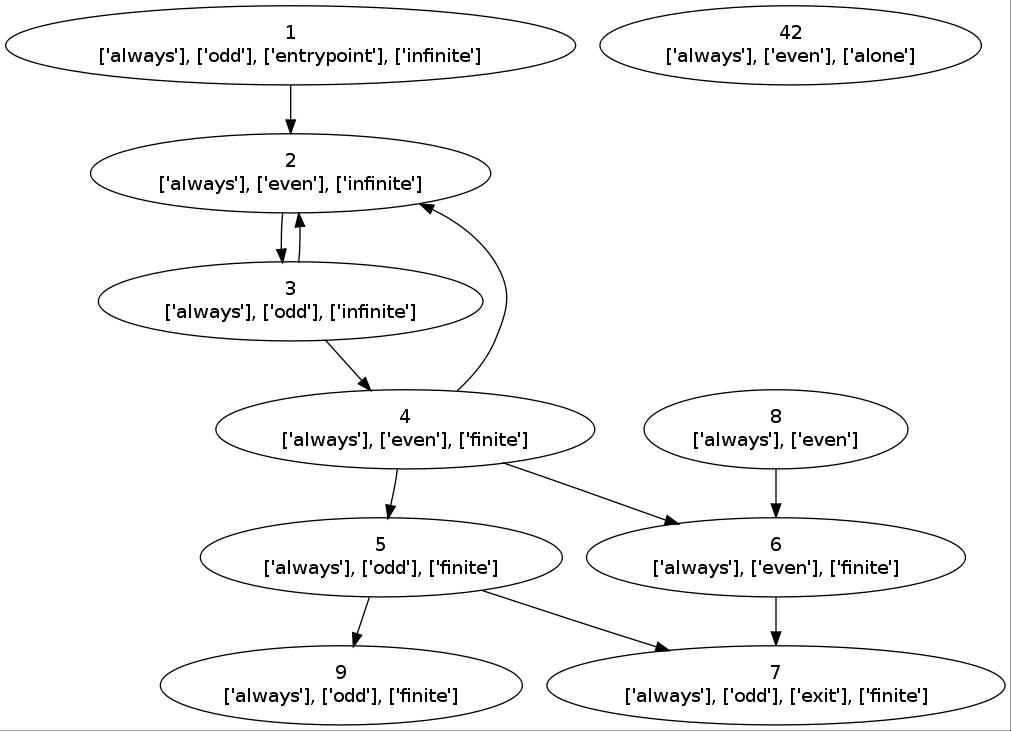 1
['always'], ['odd'], ['entrypoint'], ['infinite']
42
['always'], ['even'], ['alone']
2
['always'], ['even'], ['infinite']
3
['always'], ['odd'], ['infinite']
4
['always'], ['even'], ['finite']
8
['always'], ['even']
5
['always'], ['odd'], ['finite']
6
['always'], ['even'], ['finite']
9
['always'], ['odd'], ['finite']
7
['always'], ['odd'], ['exit'], ['finite']